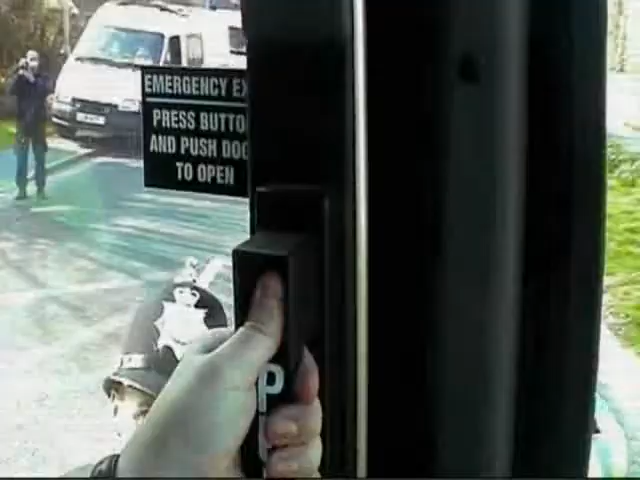 EMERGENCY EX
PRESS BUTTO
AND PUSH DOO
TO OPEN
P